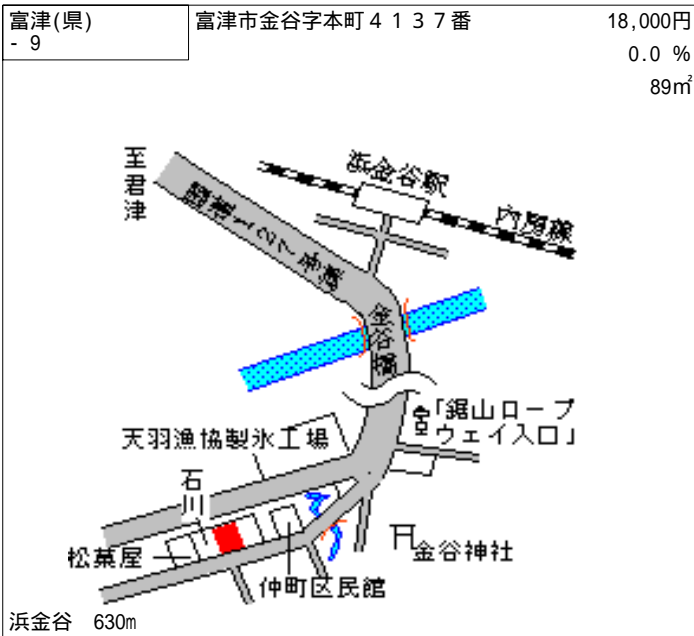 富津(県)
- 9
富津市金谷字本町4137番
18,000円
0.0 %
89㎡
至君津
浜金谷駅
内房線
国道127号線
金谷橋
「鋸山ロープ
ウェイ入口」
天羽漁協製氷工場
石川
松菓屋
仲町区民館
金谷神社
浜金谷 630m